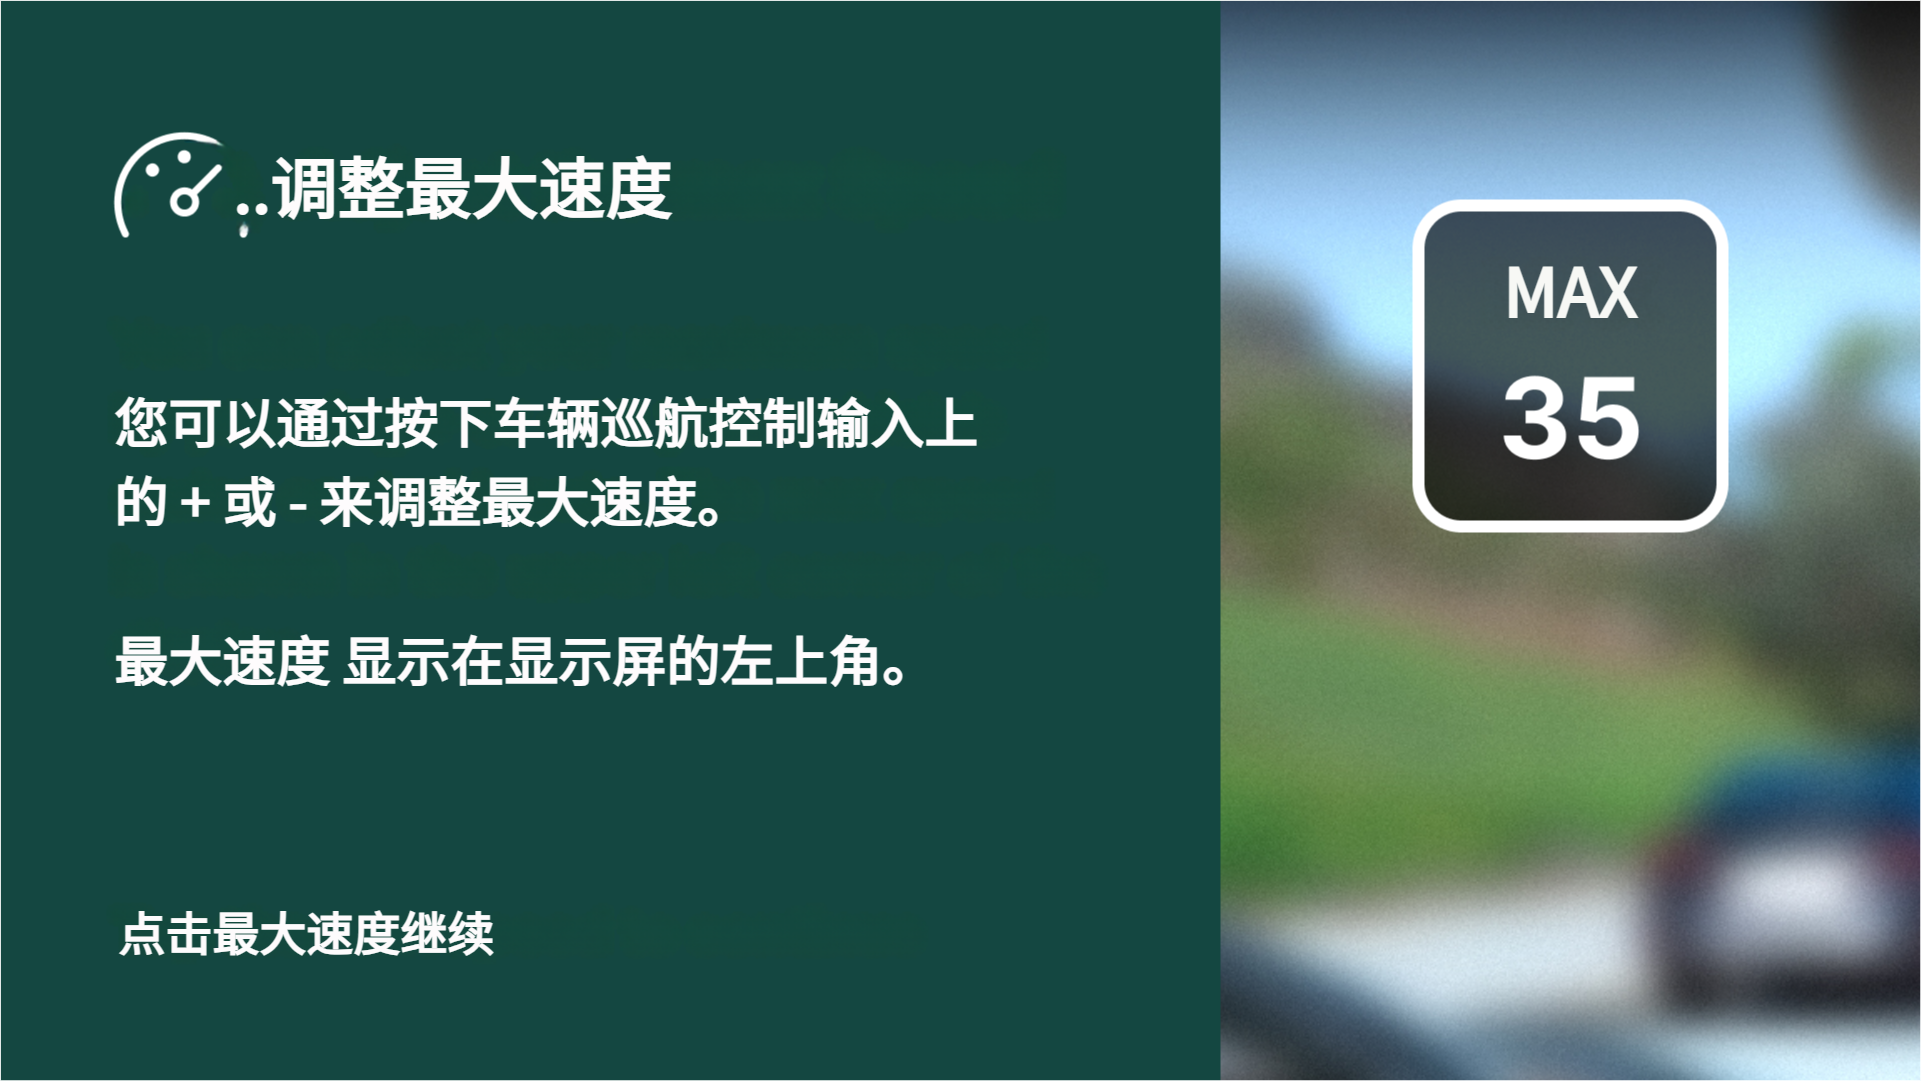 ..调整最大速度
您可以通过按下车辆巡航控制输入上
的 + 或 - 来调整最大速度。
最大速度 显示在显示屏的左上角。
点击最大速度继续
MAX
35